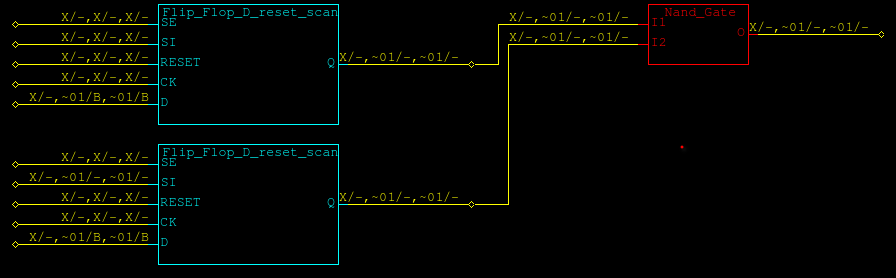 Flip_Flop_D_reset_scan
X/-,X/-,X/- SE
X/-,X/-,X/- SI
X/-,X/-,X/- RESET
Q X/-,~01/-,~01/-
X/-,X/-,X/- CK
X/-,~01/B,~01/B D
Nand_Gate
X/-,~01/-,~01/- I1
X/-,~01/-,~01/- I2
O X/-,~01/-,~01/-
Flip_Flop_D_reset_scan
X/-,X/-,X/- SE
X/-,~01/-,~01/- SI
X/-,X/-,X/- RESET
Q X/-,~01/-,~01/-
X/-,X/-,X/- CK
X/-,~01/B,~01/B D